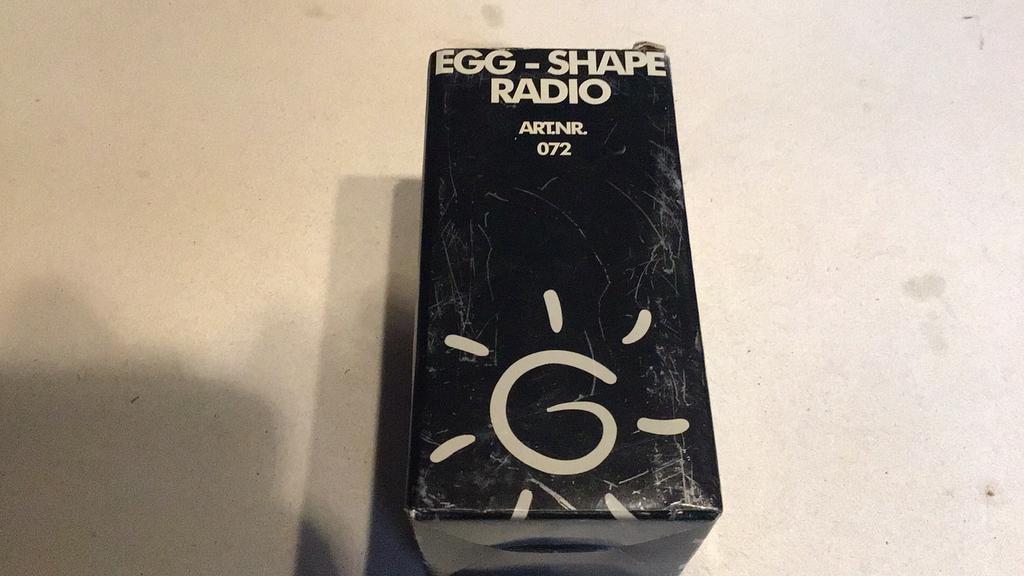 EGG - SHAPE
RADIO
ART.NR.
072
G